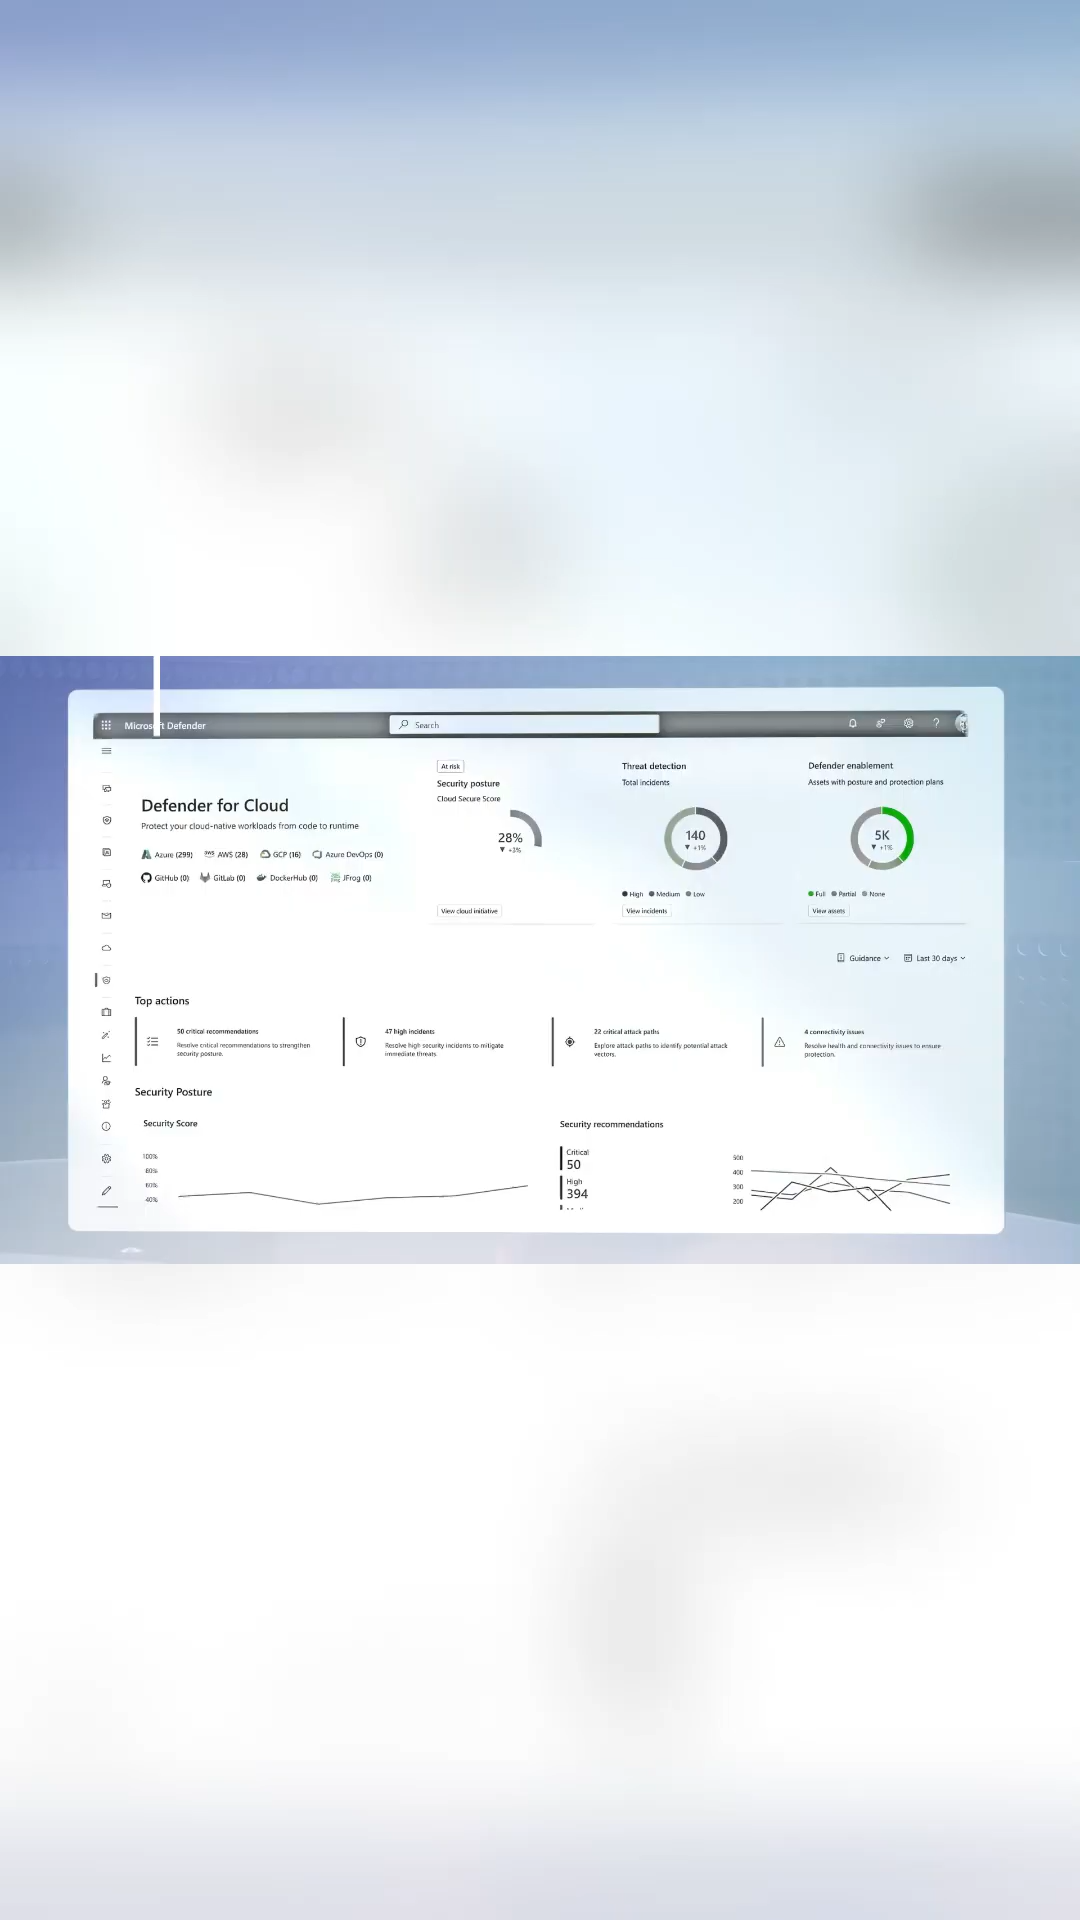 Microsoft Defender
Search
Defender for Cloud
Protect your cloud-native workloads from code to runtime
Azure (299)
aws AWS (28)
GCP (16)
Azure DevOps (0)
GitHub (0)
GitLab (0)
DockerHub (0)
JFrog (0)
At risk
Security posture
Cloud Secure Score
28%
▼ +3%
View cloud initiative
Threat detection
Total incidents
140
▼ +1%
High Medium Low
View incidents
Defender enablement
Assets with posture and protection plans
5K
▼ +1%
Full Partial None
View assets
Guidance
Last 30 days
Top actions
50 critical recommendations
Resolve critical recommendations to strengthen
security posture.
47 high incidents
Resolve high security incidents to mitigate
immediate threats.
22 critical attack paths
Explore attack paths to identify potential attack
vectors.
4 connectivity issues
Resolve health and connectivity issues to ensure
protection.
Security Posture
Security Score
100%
80%
60%
40%
Security recommendations
Critical
50
High
394
500
400
300
200